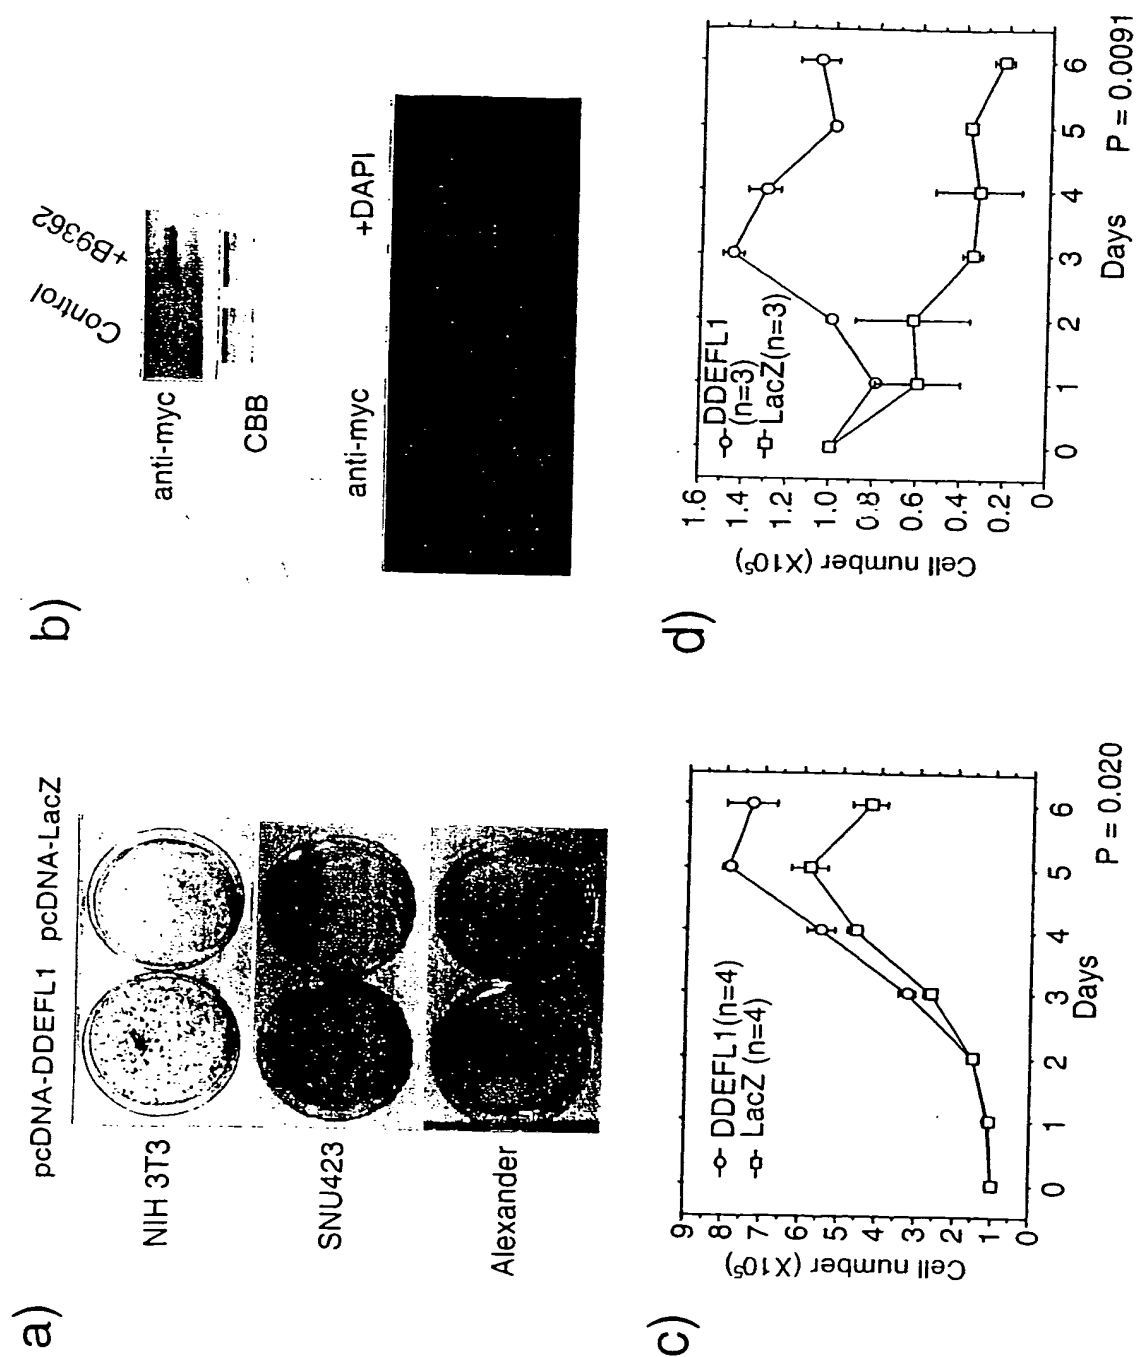 a)
pcDNA-DDEFL1 pcDNA-LacZ
NIH 3T3
SNU423
Alexander
b)
Control
+B9362
anti-myc
CBB
anti-myc
+DAPI
c)
Cell number (X10⁵)
9
8
7
6
5
4
3
2
1
0
DDEFL1(n=4)
LacZ (n=4)
0 1 2 3 4 5 6
Days
P = 0.020
d)
Cell number (X10⁵)
1.6
1.4
1.2
1.0
0.8
0.6
0.4
0.2
0
DDEFL1
(n=3)
LacZ(n=3)
0 1 2 3 4 5 6
Days
P = 0.0091